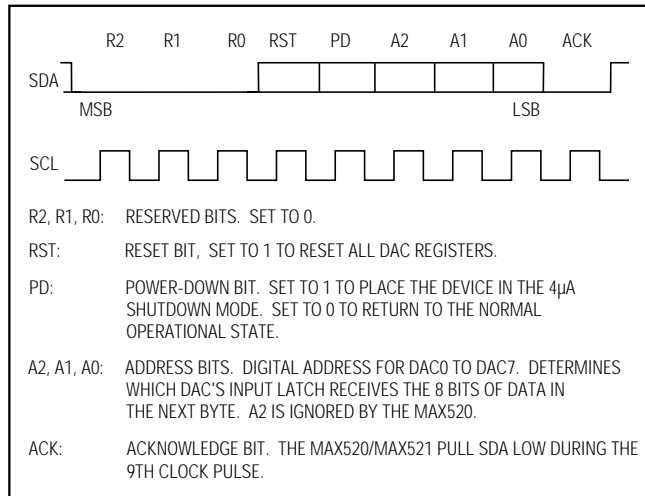 R2 R1 R0 RST PD A2 A1 A0 ACK
SDA
MSB LSB
SCL
R2, R1, R0: RESERVED BITS. SET TO 0.
RST: RESET BIT, SET TO 1 TO RESET ALL DAC REGISTERS.
PD: POWER-DOWN BIT. SET TO 1 TO PLACE THE DEVICE IN THE 4µA
SHUTDOWN MODE. SET TO 0 TO RETURN TO THE NORMAL
OPERATIONAL STATE.
A2, A1, A0: ADDRESS BITS. DIGITAL ADDRESS FOR DAC0 TO DAC7. DETERMINES
WHICH DAC'S INPUT LATCH RECEIVES THE 8 BITS OF DATA IN
THE NEXT BYTE. A2 IS IGNORED BY THE MAX520.
ACK: ACKNOWLEDGE BIT. THE MAX520/MAX521 PULL SDA LOW DURING THE
9TH CLOCK PULSE.